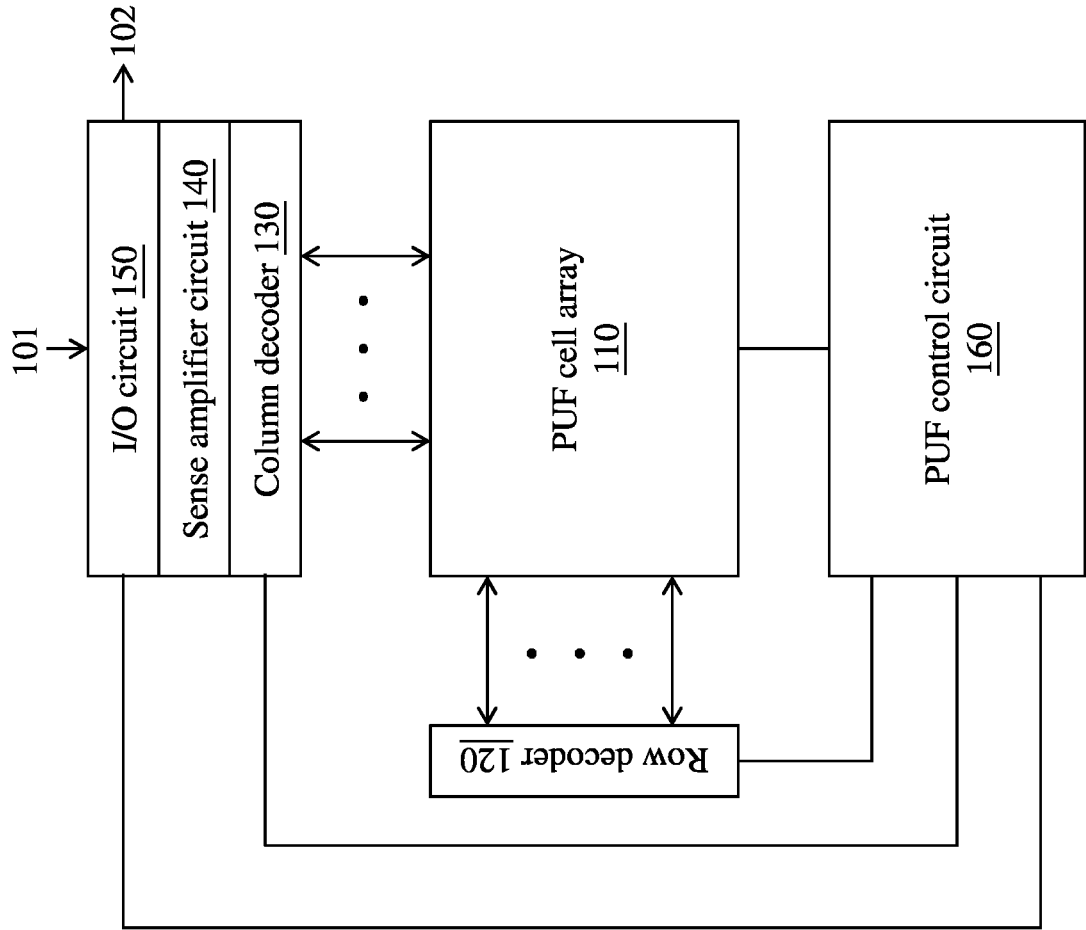 101
102
I/O circuit 150
Sense amplifier circuit 140
Column decoder 130
PUF cell array
110
Row decoder 120
PUF control circuit
160